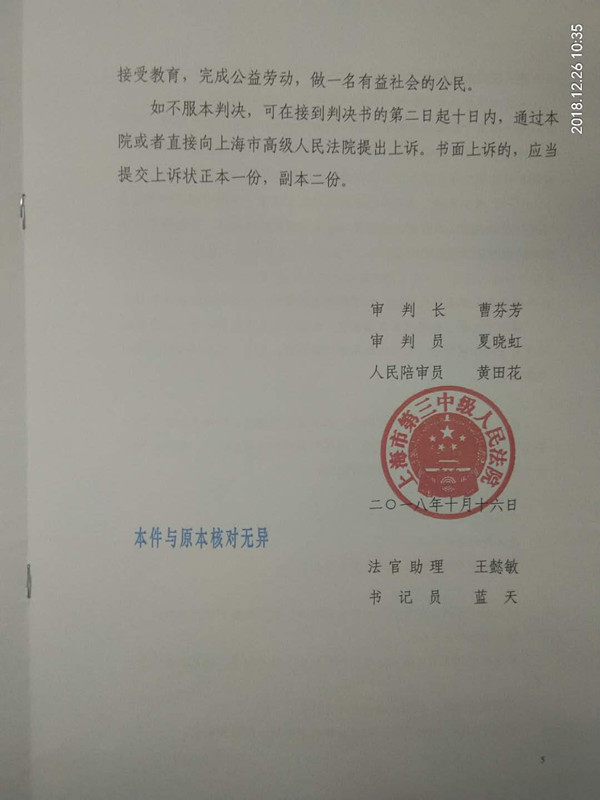 2018.12.26 10:35
接受教育，完成公益劳动，做一名有益社会的公民。
如不服本判决，可在接到判决书的第二日起十日内，通过本
院或者直接向上海市高级人民法院提出上诉。书面上诉的，应当
提交上诉状正本一份，副本二份。
审 判 长 曹芬芳
审 判 员 夏晓虹
人民陪审员 黄田花
上海市第三中级人民法院
二〇一八年十月十六日
本件与原本核对无异
法 官 助 理 王懿敏
书 记 员 蓝 天
5